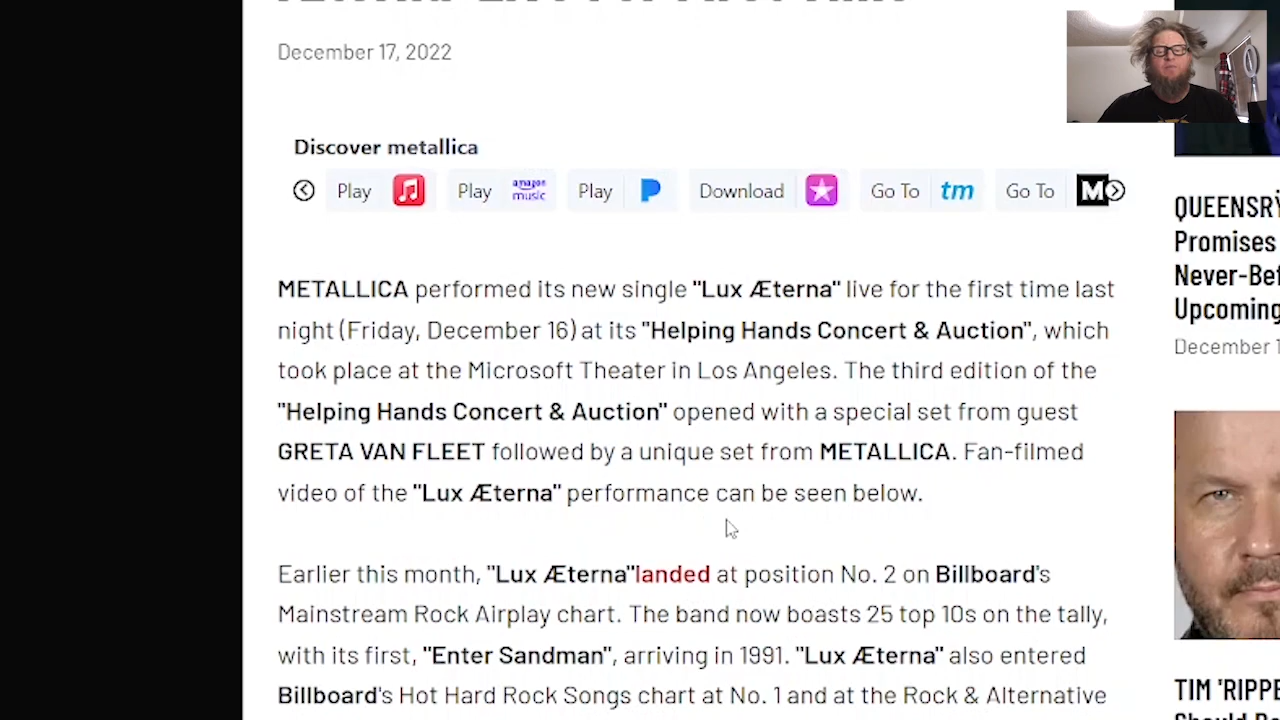 December 17, 2022
Discover metallica
Play
Play amazon music
Play
Download
Go To tm
Go To M
METALLICA performed its new single "Lux Æterna" live for the first time last
night (Friday, December 16) at its "Helping Hands Concert & Auction", which
took place at the Microsoft Theater in Los Angeles. The third edition of the
"Helping Hands Concert & Auction" opened with a special set from guest
GRETA VAN FLEET followed by a unique set from METALLICA. Fan-filmed
video of the "Lux Æterna" performance can be seen below.
Earlier this month, "Lux Æterna"landed at position No. 2 on Billboard's
Mainstream Rock Airplay chart. The band now boasts 25 top 10s on the tally,
with its first, "Enter Sandman", arriving in 1991. "Lux Æterna" also entered
Billboard's Hot Hard Rock Songs chart at No. 1 and at the Rock & Alternative
QUEENSRŸ
Promises
Never-Bef
Upcoming
December 1
TIM 'RIPPE